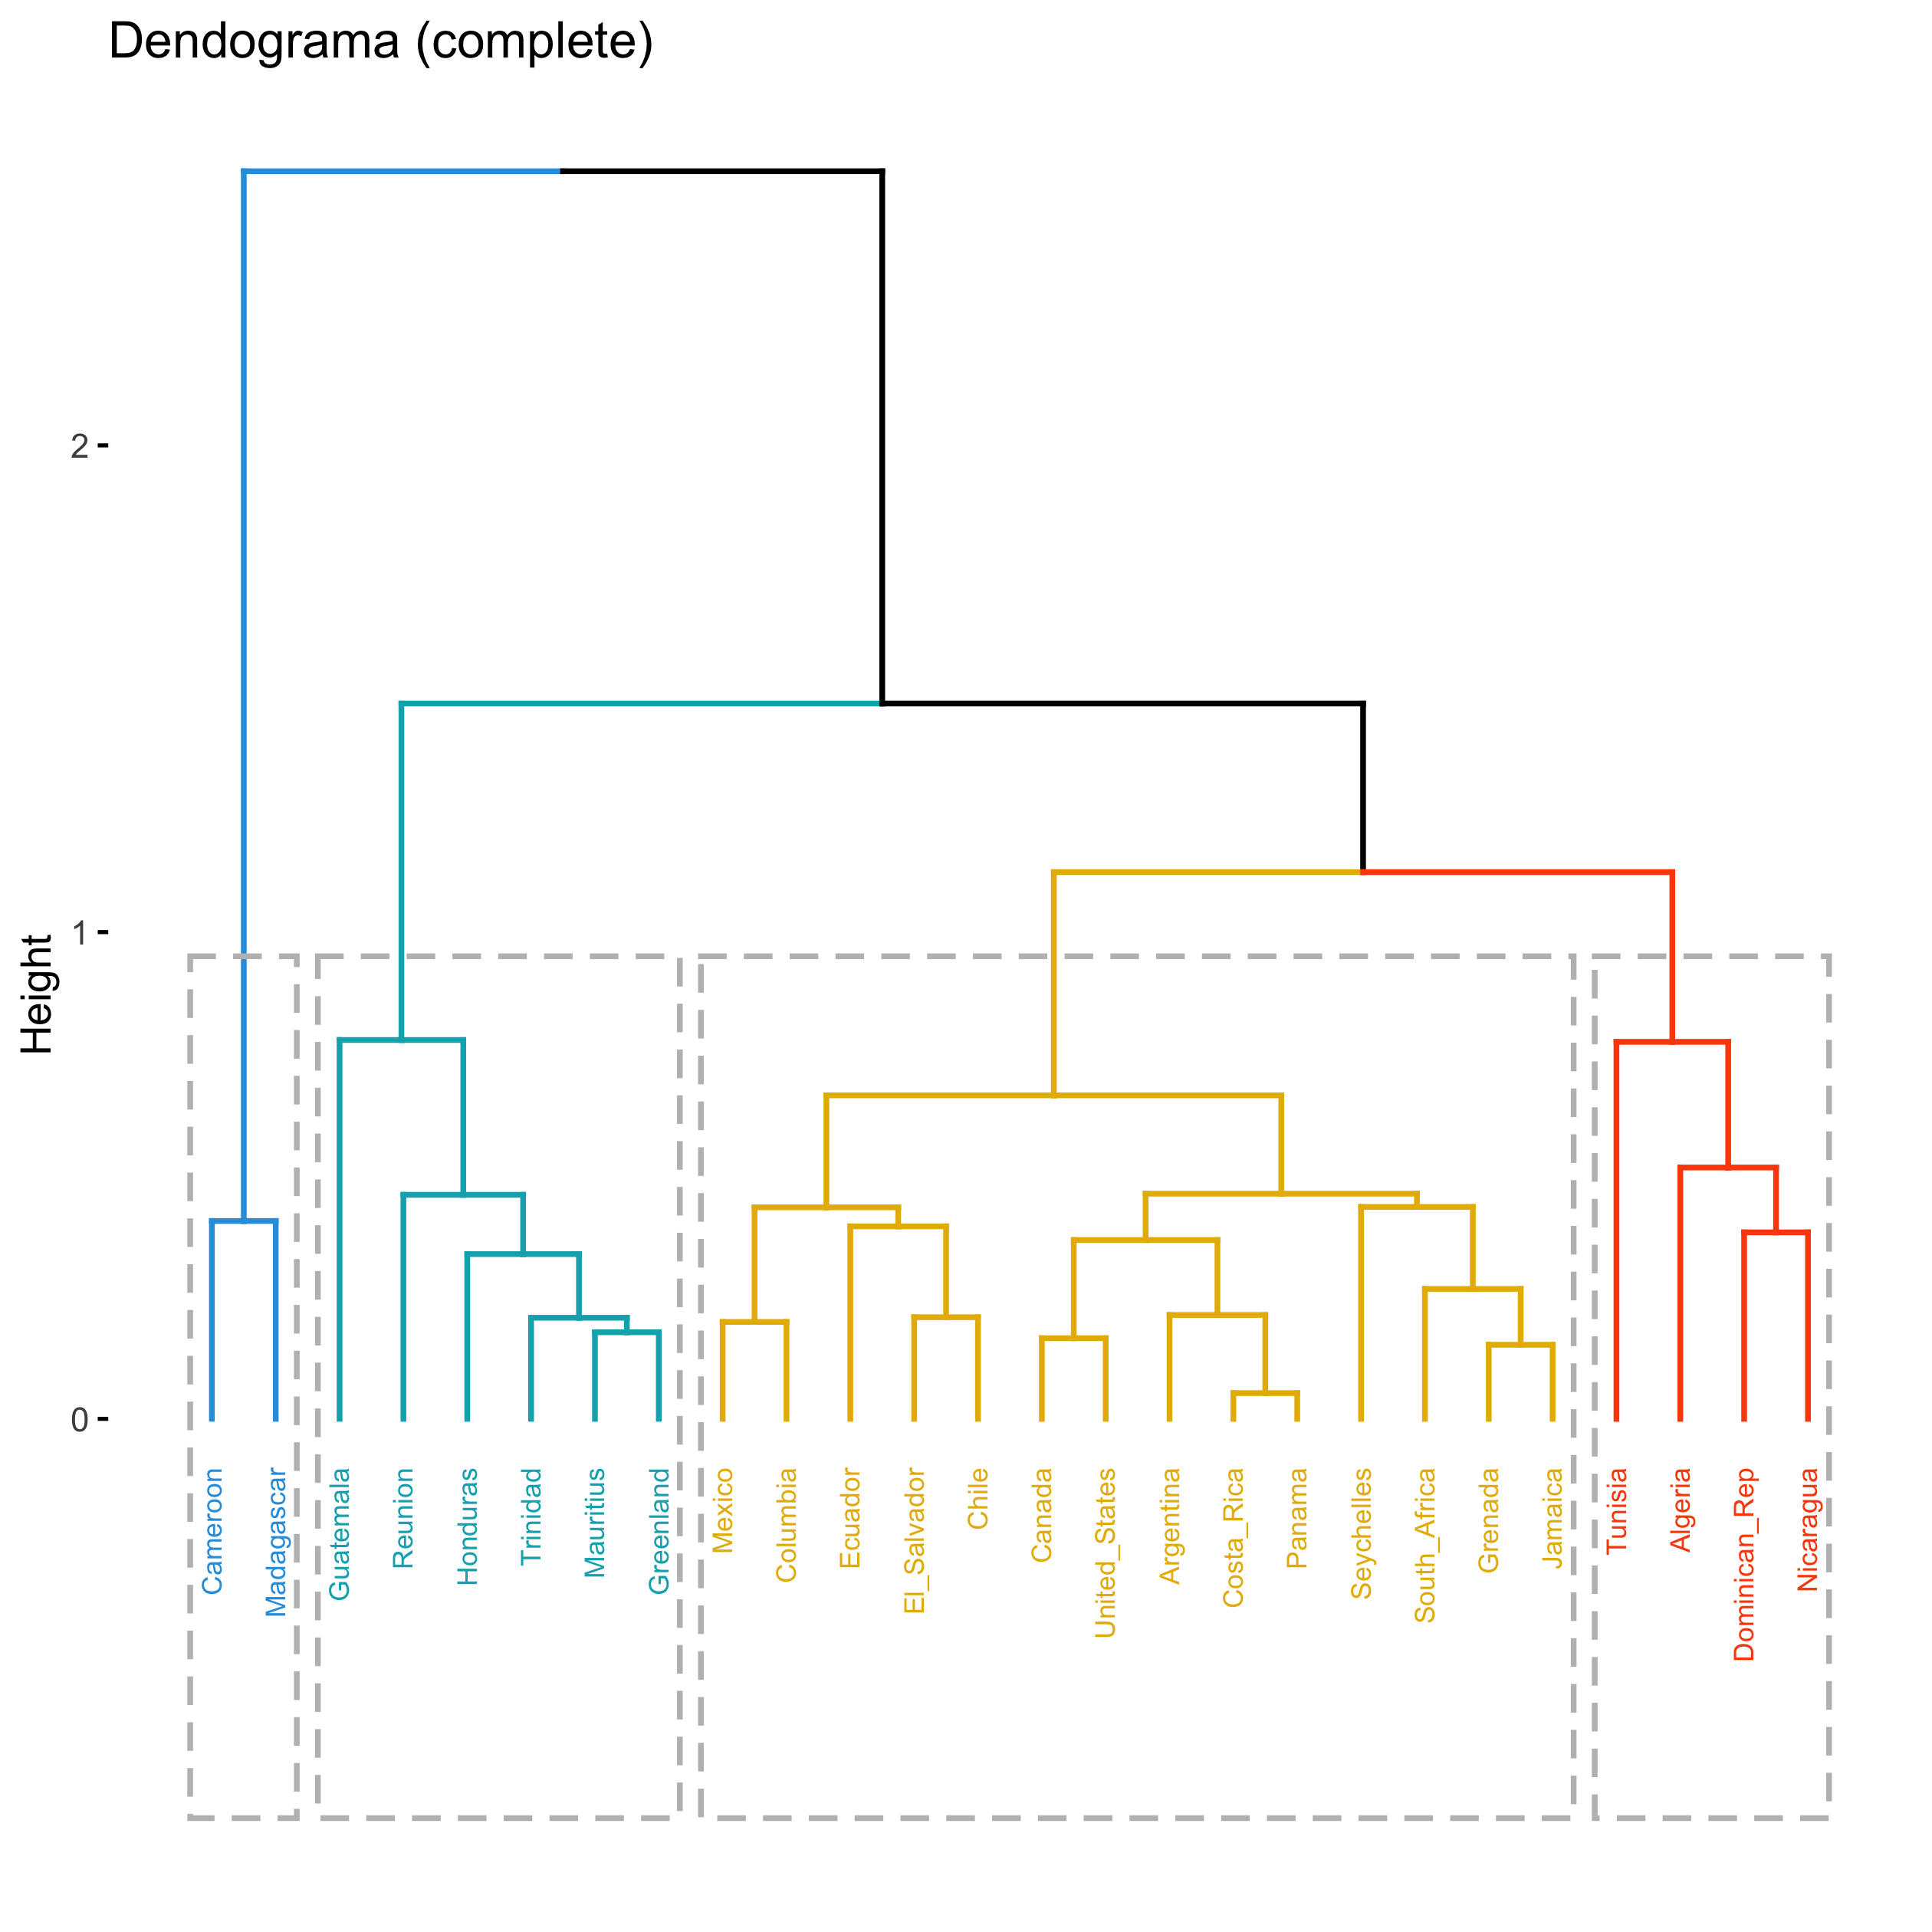 Dendograma (complete)
Height
2
1
0
Cameroon
Madagascar
Guatemala
Reunion
Honduras
Trinidad
Mauritius
Greenland
Mexico
Columbia
Ecuador
El_Salvador
Chile
Canada
United_States
Argentina
Costa_Rica
Panama
Seychelles
South_Africa
Grenada
Jamaica
Tunisia
Algeria
Dominican_Rep
Nicaragua